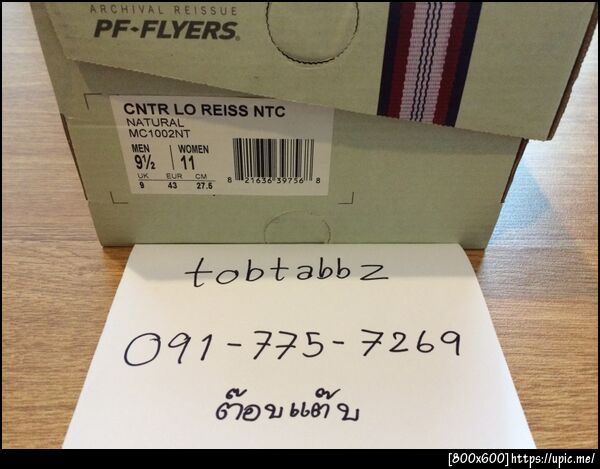 ARCHIVAL REISSUE
PF-FLYERS®
CNTR LO REISS NTC
NATURAL
MC1002NT
MEN WOMEN
9½ 11
UK EUR CM
9 43 27.5
8 21636 39756 8
tobtabbz
091-775-7269
ต๊อบแต๊บ
[800x600]https://upic.me/